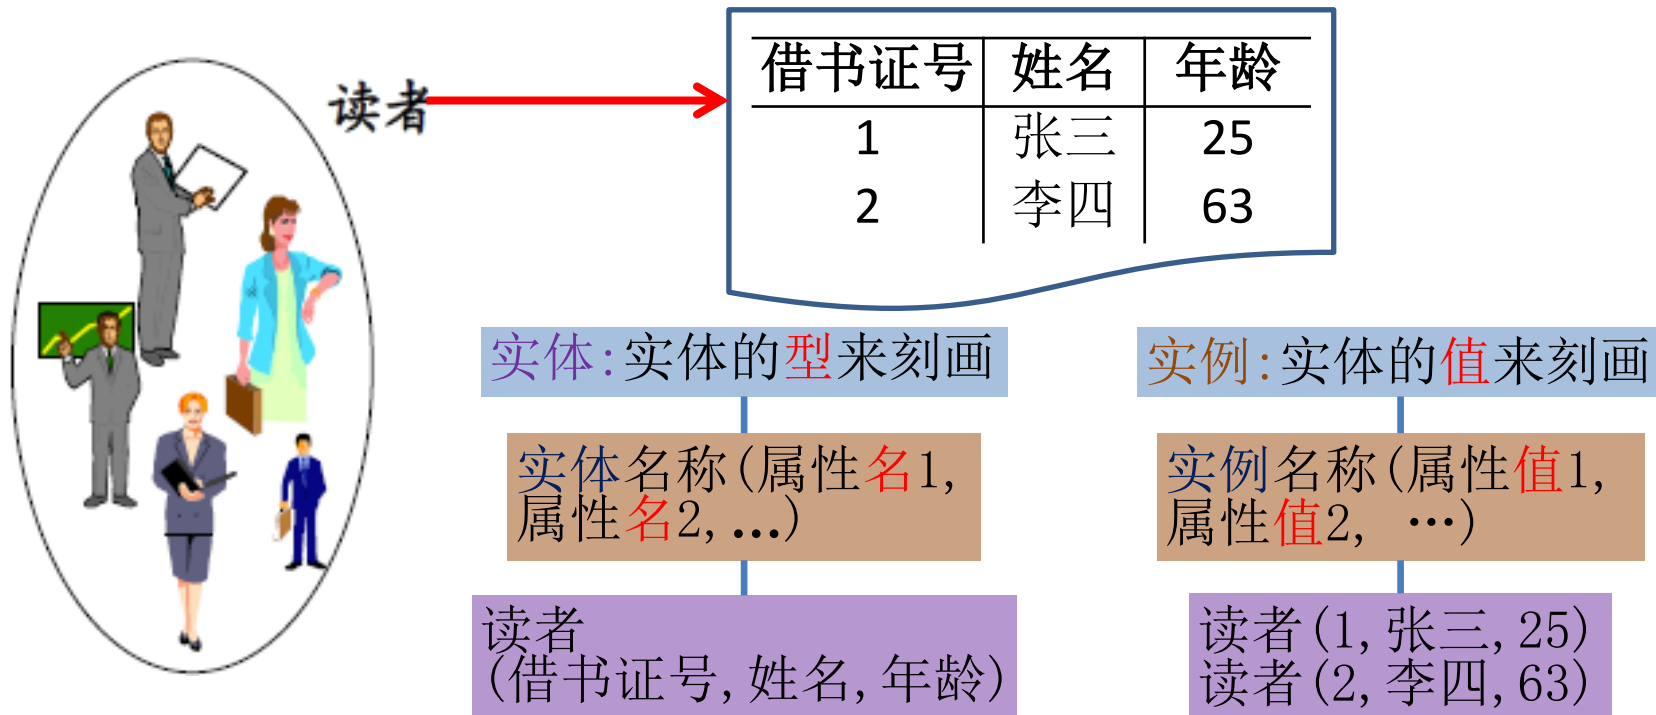 读者
借书证号 姓名 年龄
1 张三 25
2 李四 63
实体:实体的型来刻画
实体名称(属性名1,
属性名2,…)
读者
(借书证号,姓名,年龄)
实例:实体的值来刻画
实例名称(属性值1,
属性值2, …)
读者(1,张三,25)
读者(2,李四,63)